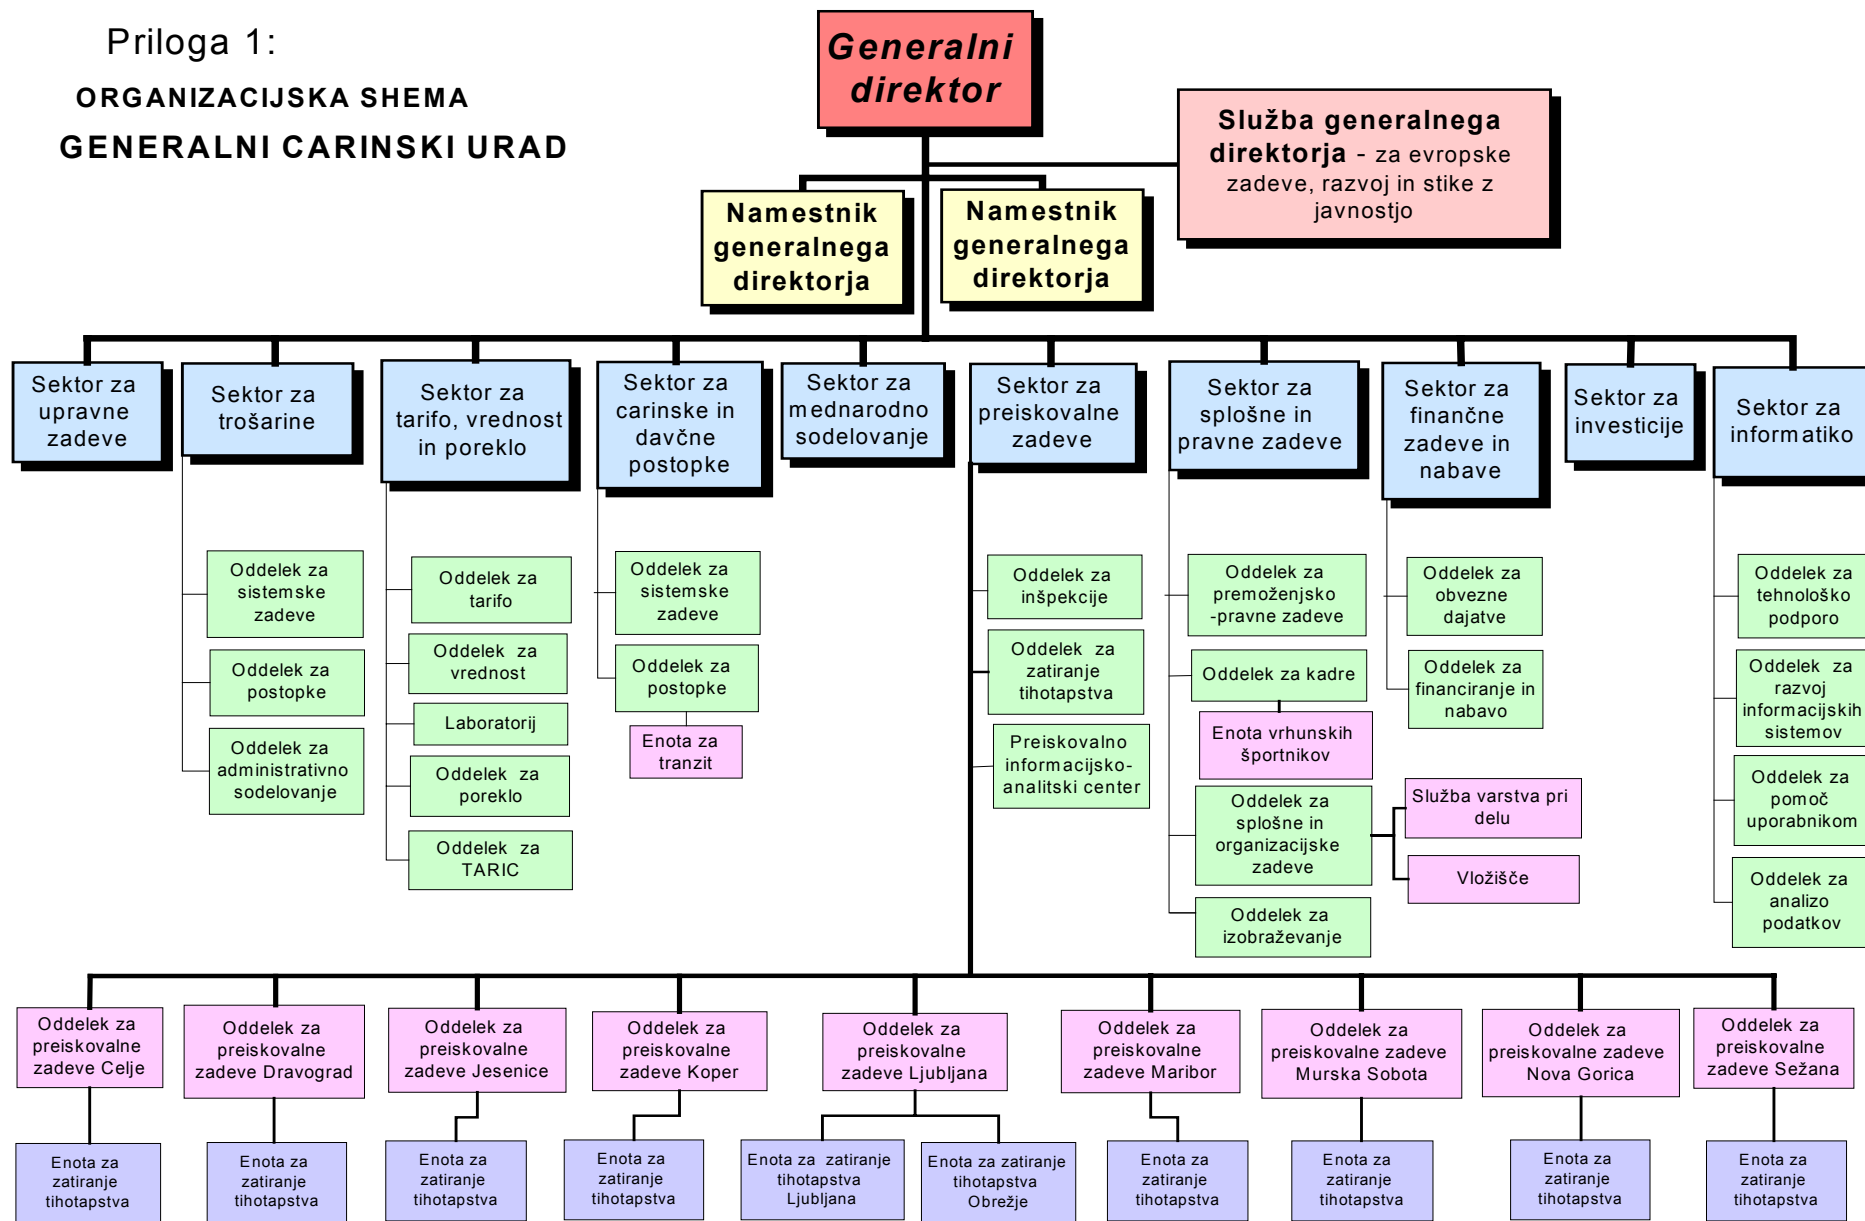 Priloga 1:
ORGANIZACIJSKA SHEMA
GENERALNI CARINSKI URAD
Generalni
direktor
Služba generalnega
direktorja - za evropske
zadeve, razvoj in stike z
javnostjo
Namestnik
generalnega
direktorja
Namestnik
generalnega
direktorja
Sektor za
upravne
zadeve
Sektor za
trošarine
Sektor za
tarifo, vrednost
in poreklo
Sektor za
carinske in
davčne
postopke
Sektor za
mednarodno
sodelovanje
Sektor za
preiskovalne
zadeve
Sektor za
splošne in
pravne zadeve
Sektor za
finančne
zadeve in
nabave
Sektor za
investicije
Sektor za
informatiko
Oddelek za
sistemske
zadeve
Oddelek za
postopke
Oddelek za
administrativno
sodelovanje
Oddelek za
tarifo
Oddelek za
vrednost
Laboratorij
Oddelek za
poreklo
Oddelek za
TARIC
Oddelek za
sistemske
zadeve
Oddelek za
postopke
Enota za
tranzit
Oddelek za
inšpekcije
Oddelek za
zatiranje
tihotapstva
Preiskovalno
informacijsko-
analitski center
Oddelek za
premoženjsko
-pravne zadeve
Oddelek za kadre
Enota vrhunskih
športnikov
Oddelek za
splošne in
organizacijske
zadeve
Služba varstva pri
delu
Vložišče
Oddelek za
izobraževanje
Oddelek za
obvezne
dajatve
Oddelek za
financiranje in
nabavo
Oddelek za
tehnološko
podporo
Oddelek za
razvoj
informacijskih
sistemov
Oddelek za
pomoč
uporabnikom
Oddelek za
analizo
podatkov
Oddelek za
preiskovalne
zadeve Celje
Oddelek za
preiskovalne
zadeve Dravograd
Oddelek za
preiskovalne
zadeve Jesenice
Oddelek za
preiskovalne
zadeve Koper
Oddelek za
preiskovalne
zadeve Ljubljana
Oddelek za
preiskovalne
zadeve Maribor
Oddelek za
preiskovalne zadeve
Murska Sobota
Oddelek za
preiskovalne zadeve
Nova Gorica
Oddelek za
preiskovalne
zadeve Sežana
Enota za
zatiranje
tihotapstva
Enota za
zatiranje
tihotapstva
Enota za
zatiranje
tihotapstva
Enota za
zatiranje
tihotapstva
Enota za zatiranje
tihotapstva
Ljubljana
Enota za zatiranje
tihotapstva
Obrežje
Enota za
zatiranje
tihotapstva
Enota za
zatiranje
tihotapstva
Enota za
zatiranje
tihotapstva
Enota za
zatiranje
tihotapstva